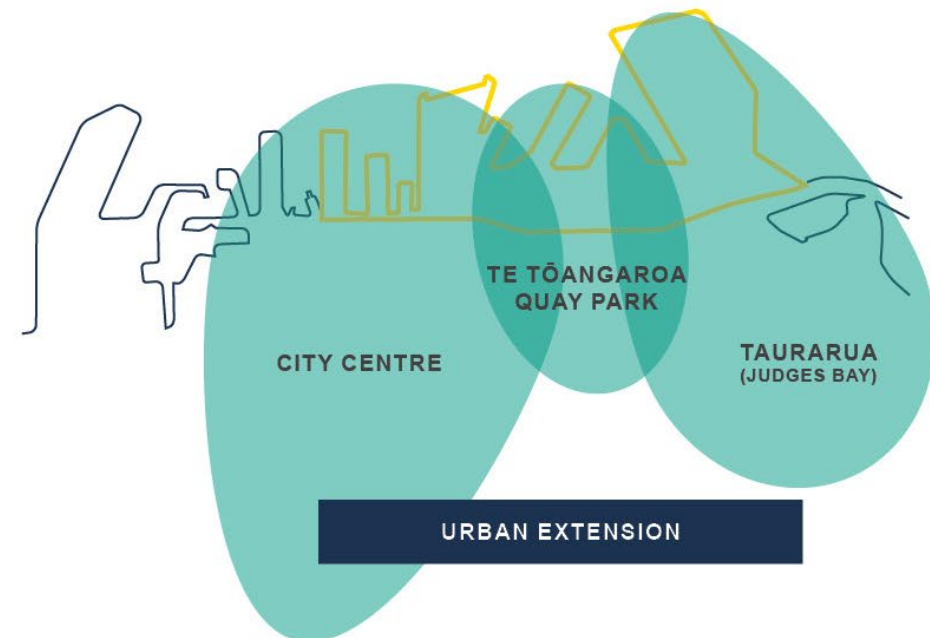 TE TŌANGAROA
QUAY PARK
CITY CENTRE
TAURARUA
(JUDGES BAY)
URBAN EXTENSION